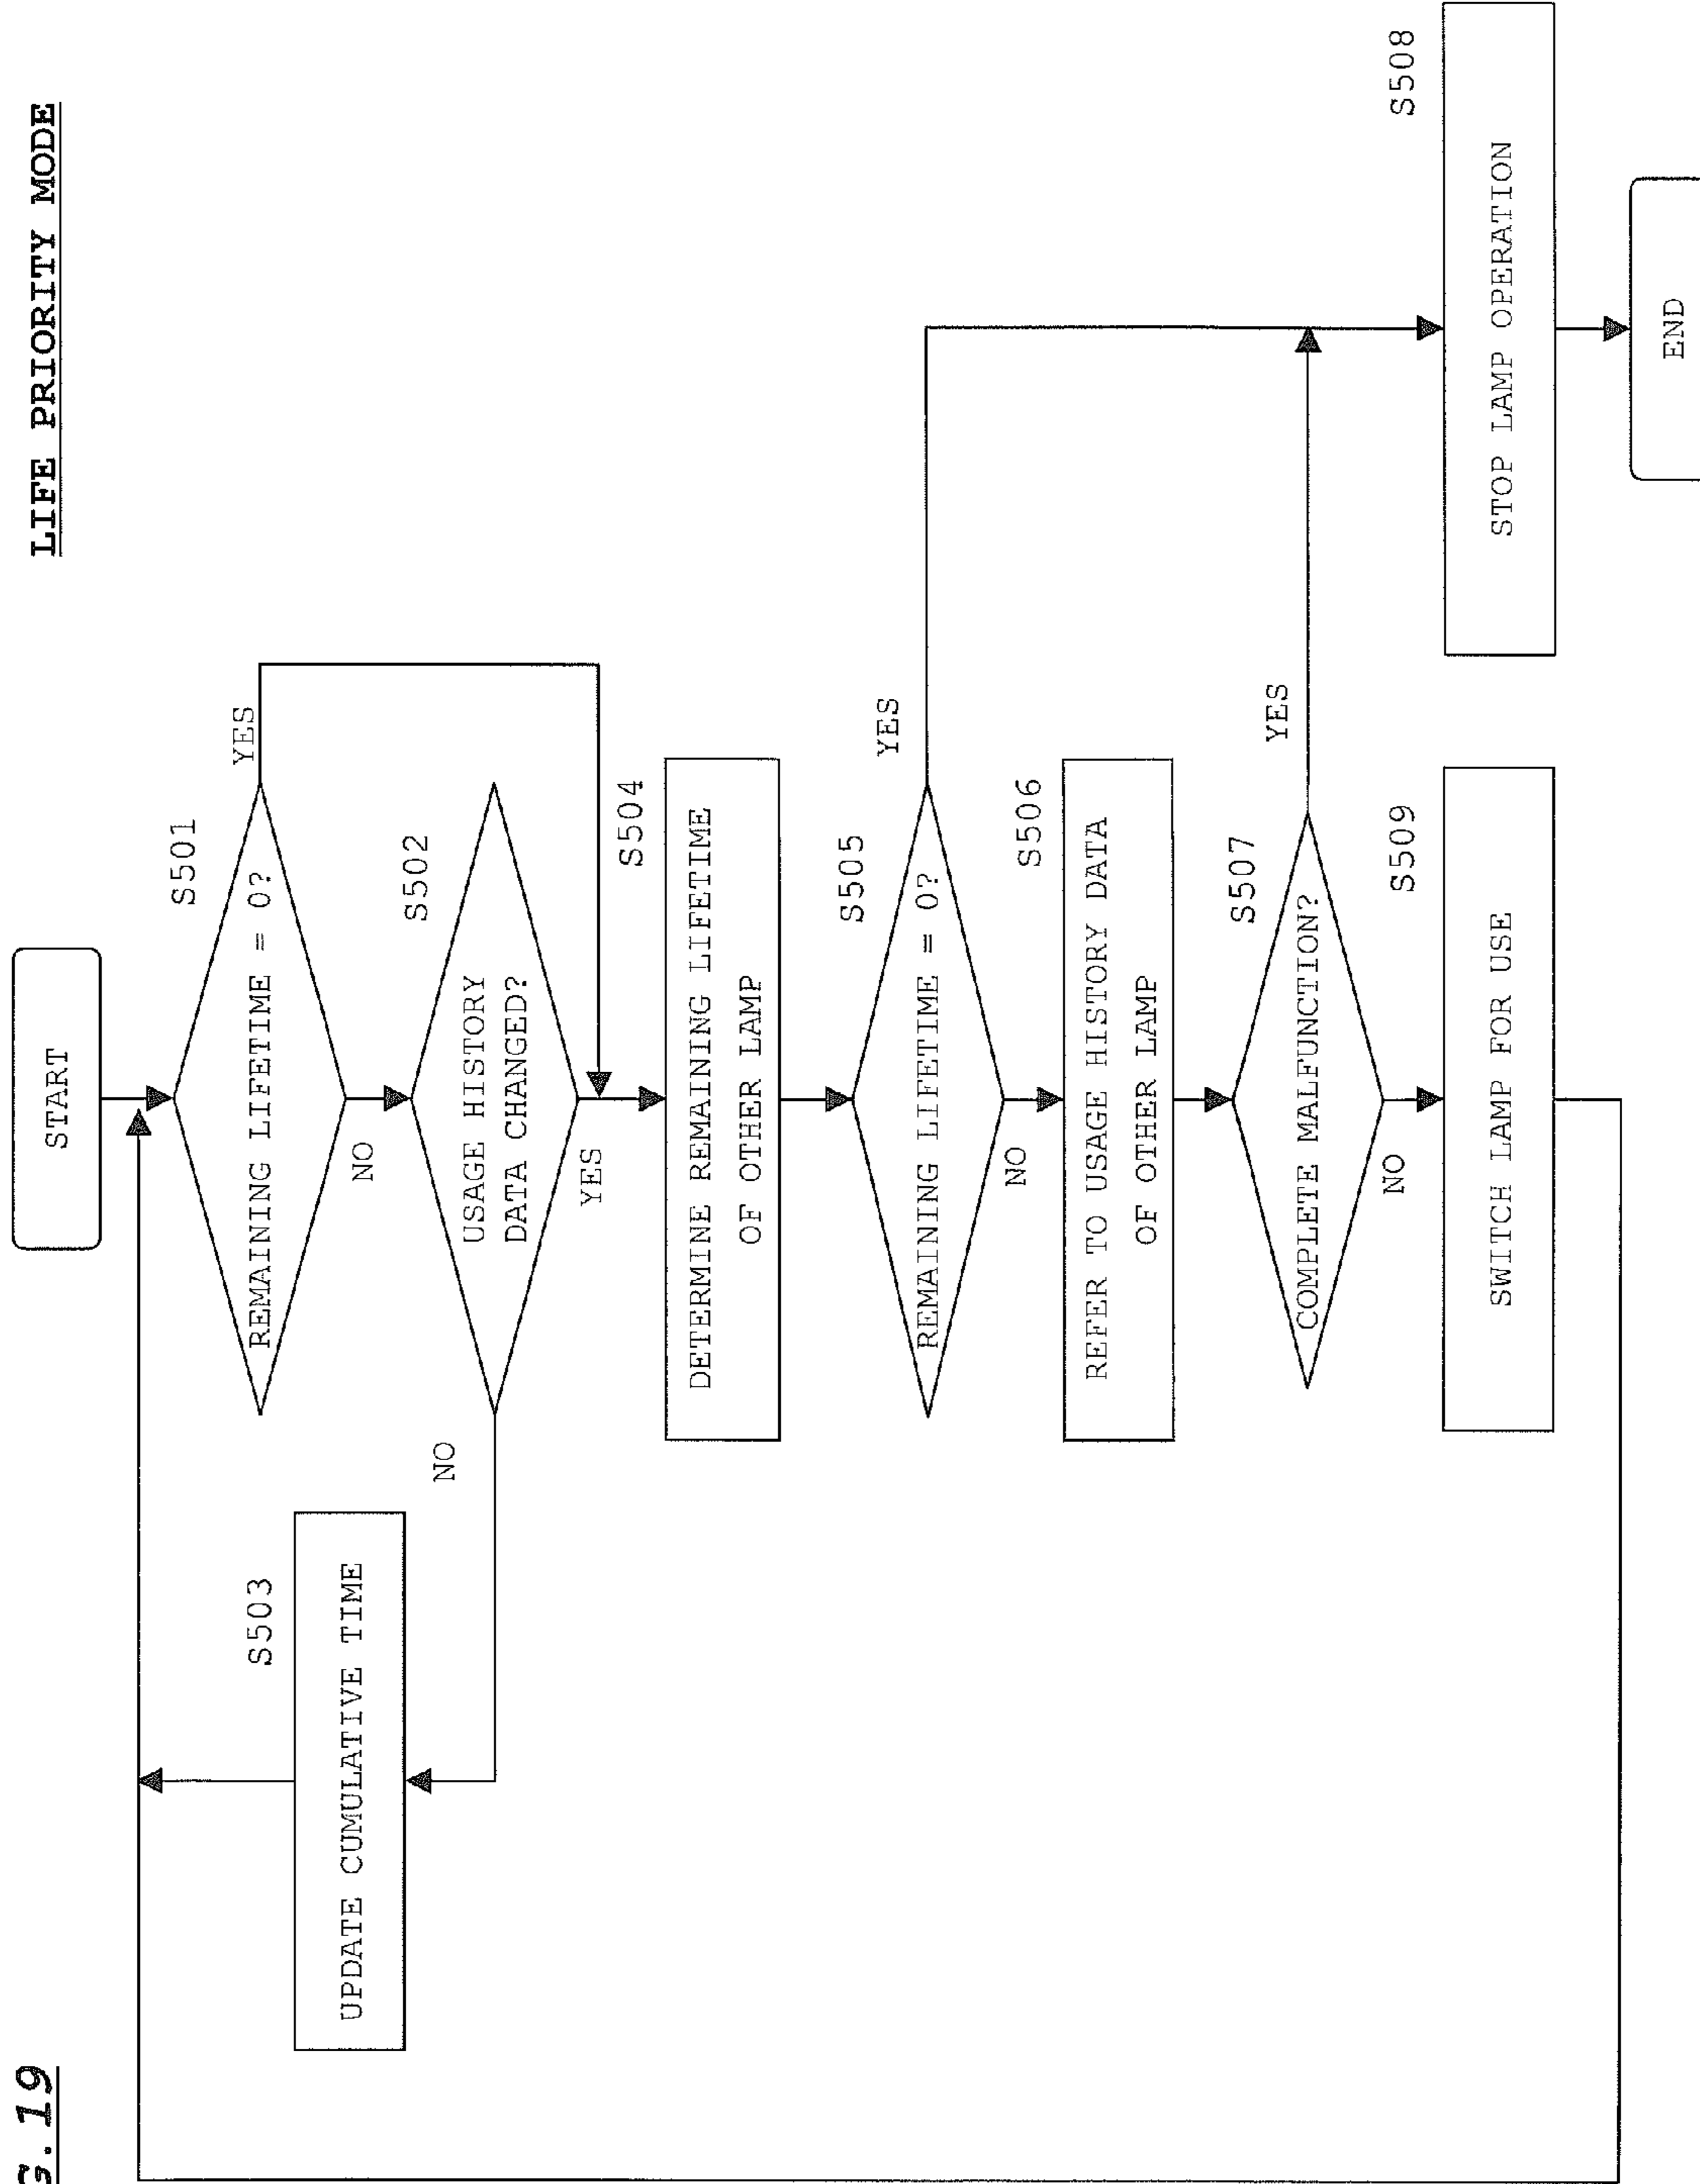 G.19
LIFE PRIORITY MODE
START
S501
REMAINING LIFETIME = 0?
YES
NO
S502
USAGE HISTORY
DATA CHANGED?
NO
YES
S503
UPDATE CUMULATIVE TIME
S504
DETERMINE REMAINING LIFETIME
OF OTHER LAMP
S505
REMAINING LIFETIME = 0?
YES
NO
S506
REFER TO USAGE HISTORY DATA
OF OTHER LAMP
S507
COMPLETE MALFUNCTION?
YES
NO
S508
STOP LAMP OPERATION
S509
SWITCH LAMP FOR USE
END